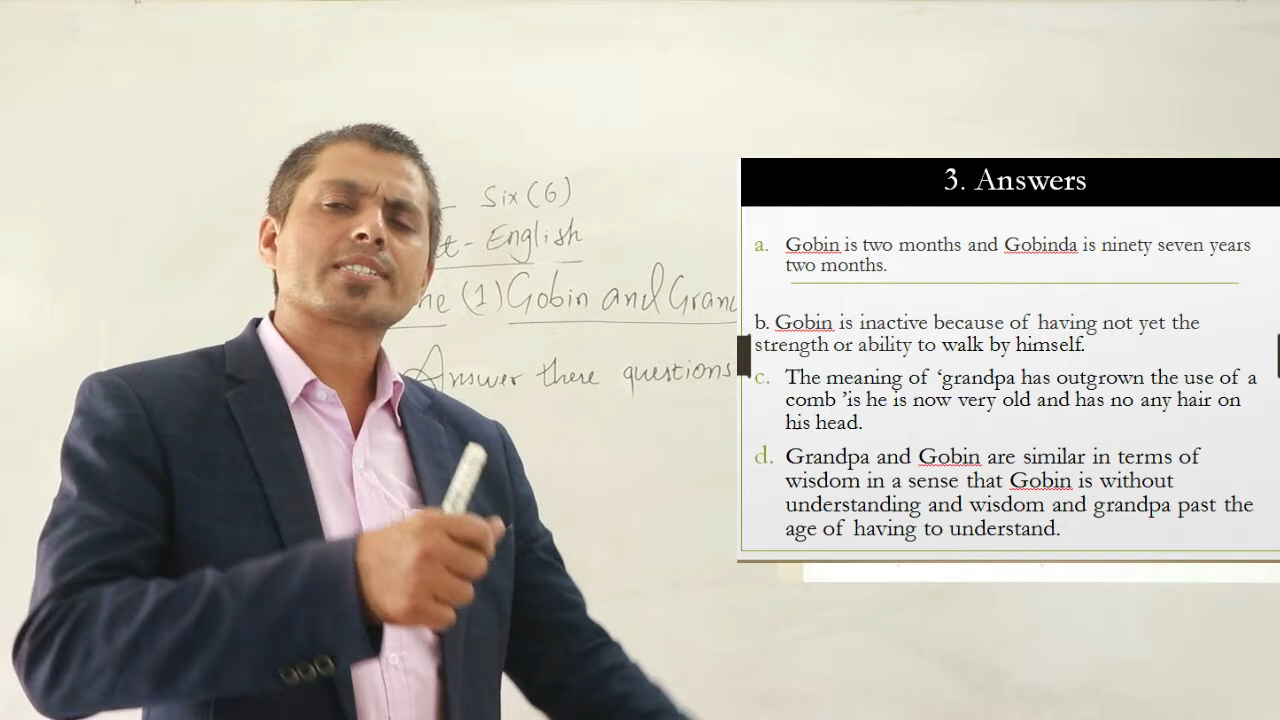 Six (6)
- English
(1) Gobin and Gran
Answer there questions
3. Answers
a. Gobin is two months and Gobinda is ninety seven years
two months.
b. Gobin is inactive because of having not yet the
strength or ability to walk by himself.
c. The meaning of ‘grandpa has outgrown the use of a
comb ’is he is now very old and has no any hair on
his head.
d. Grandpa and Gobin are similar in terms of
wisdom in a sense that Gobin is without
understanding and wisdom and grandpa past the
age of having to understand.